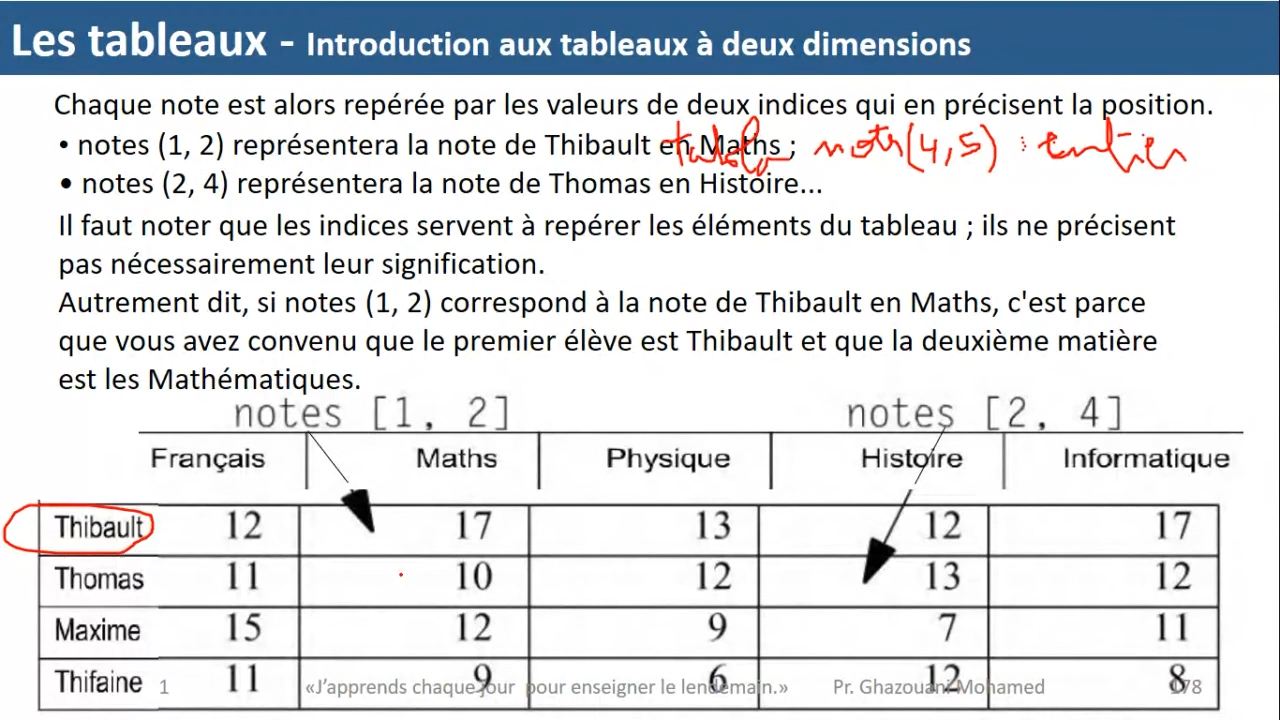 Les tableaux - Introduction aux tableaux à deux dimensions
Chaque note est alors repérée par les valeurs de deux indices qui en précisent la position.
• notes (1, 2) représentera la note de Thibault en Maths ; notes(4,5) : entier
• notes (2, 4) représentera la note de Thomas en Histoire...
Il faut noter que les indices servent à repérer les éléments du tableau ; ils ne précisent
pas nécessairement leur signification.
Autrement dit, si notes (1, 2) correspond à la note de Thibault en Maths, c'est parce
que vous avez convenu que le premier élève est Thibault et que la deuxième matière
est les Mathématiques.
notes [1, 2] notes [2, 4]
Français Maths Physique Histoire Informatique
Thibault 12 17 13 12 17
Thomas 11 10 12 13 12
Maxime 15 12 9 7 11
Thifaine 11 9 6 12 8
1 «J'apprends chaque jour pour enseigner le lendemain.» Pr. Ghazouani Mohamed 178